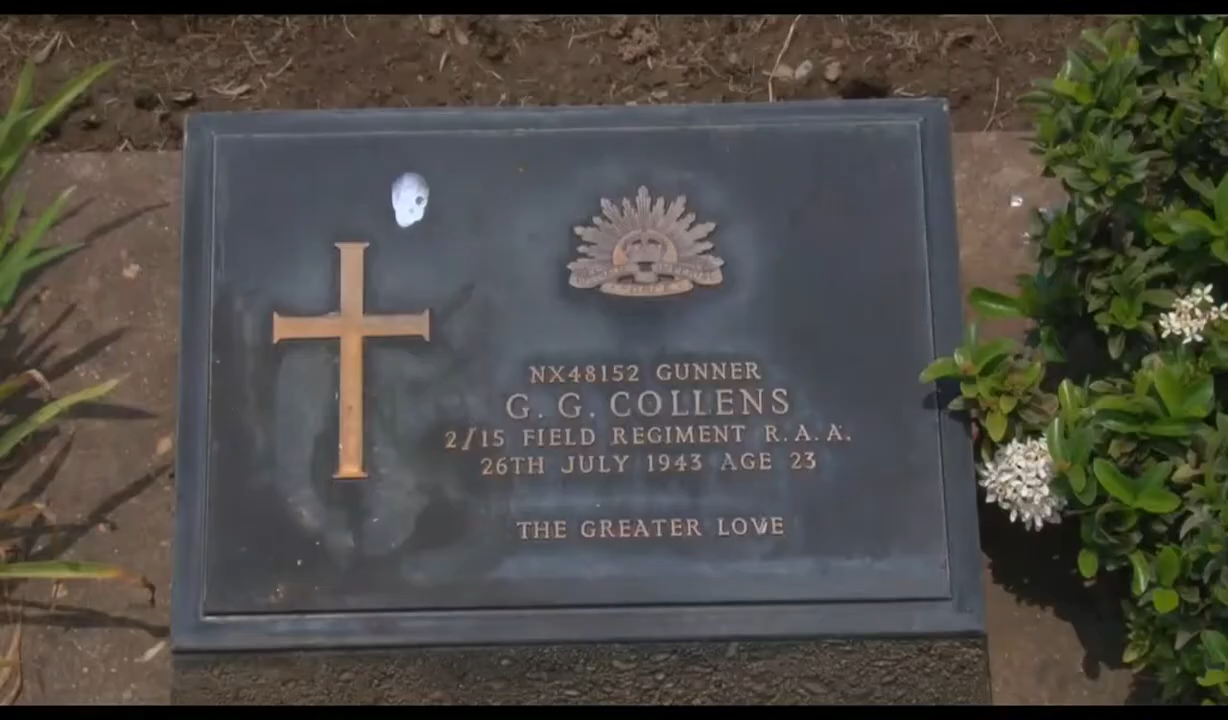 NX48152 GUNNER
G. G. COLLENS
2/15 FIELD REGIMENT R.A.A.
26TH JULY 1943 AGE 23
THE GREATER LOVE